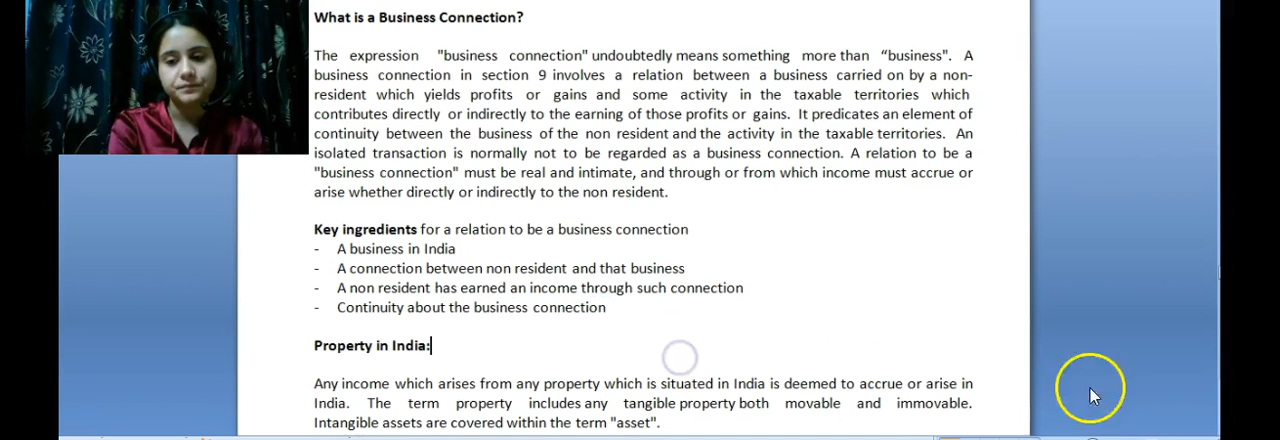 What is a Business Connection?
The expression "business connection" undoubtedly means something more than “business". A
business connection in section 9 involves a relation between a business carried on by a non-
resident which yields profits or gains and some activity in the taxable territories which
contributes directly or indirectly to the earning of those profits or gains. It predicates an element of
continuity between the business of the non resident and the activity in the taxable territories. An
isolated transaction is normally not to be regarded as a business connection. A relation to be a
"business connection" must be real and intimate, and through or from which income must accrue or
arise whether directly or indirectly to the non resident.
Key ingredients for a relation to be a business connection
- A business in India
- A connection between non resident and that business
- A non resident has earned an income through such connection
- Continuity about the business connection
Property in India:
Any income which arises from any property which is situated in India is deemed to accrue or arise in
India. The term property includes any tangible property both movable and immovable.
Intangible assets are covered within the term "asset".